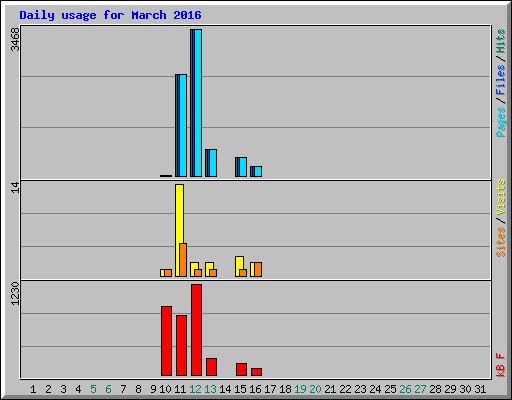 Daily usage for March 2016
3468
Pages / Files / Hits
14
Sites / Visits
1230
kB F
1 2 3 4 5 6 7 8 9 10 11 12 13 14 15 16 17 18 19 20 21 22 23 24 25 26 27 28 29 30 31